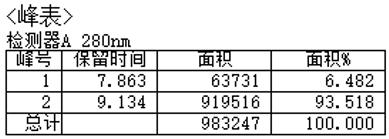 <峰表>
检测器A 280nm
峰号 保留时间 面积 面积%
1 7.863 63731 6.482
2 9.134 919516 93.518
总计 983247 100.000